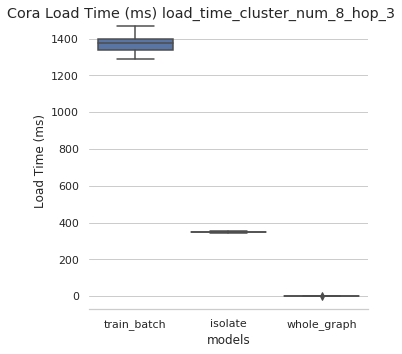 Cora Load Time (ms) load_time_cluster_num_8_hop_3
1400
1200
1000
800
600
400
200
0
Load Time (ms)
train_batch isolate whole_graph
models